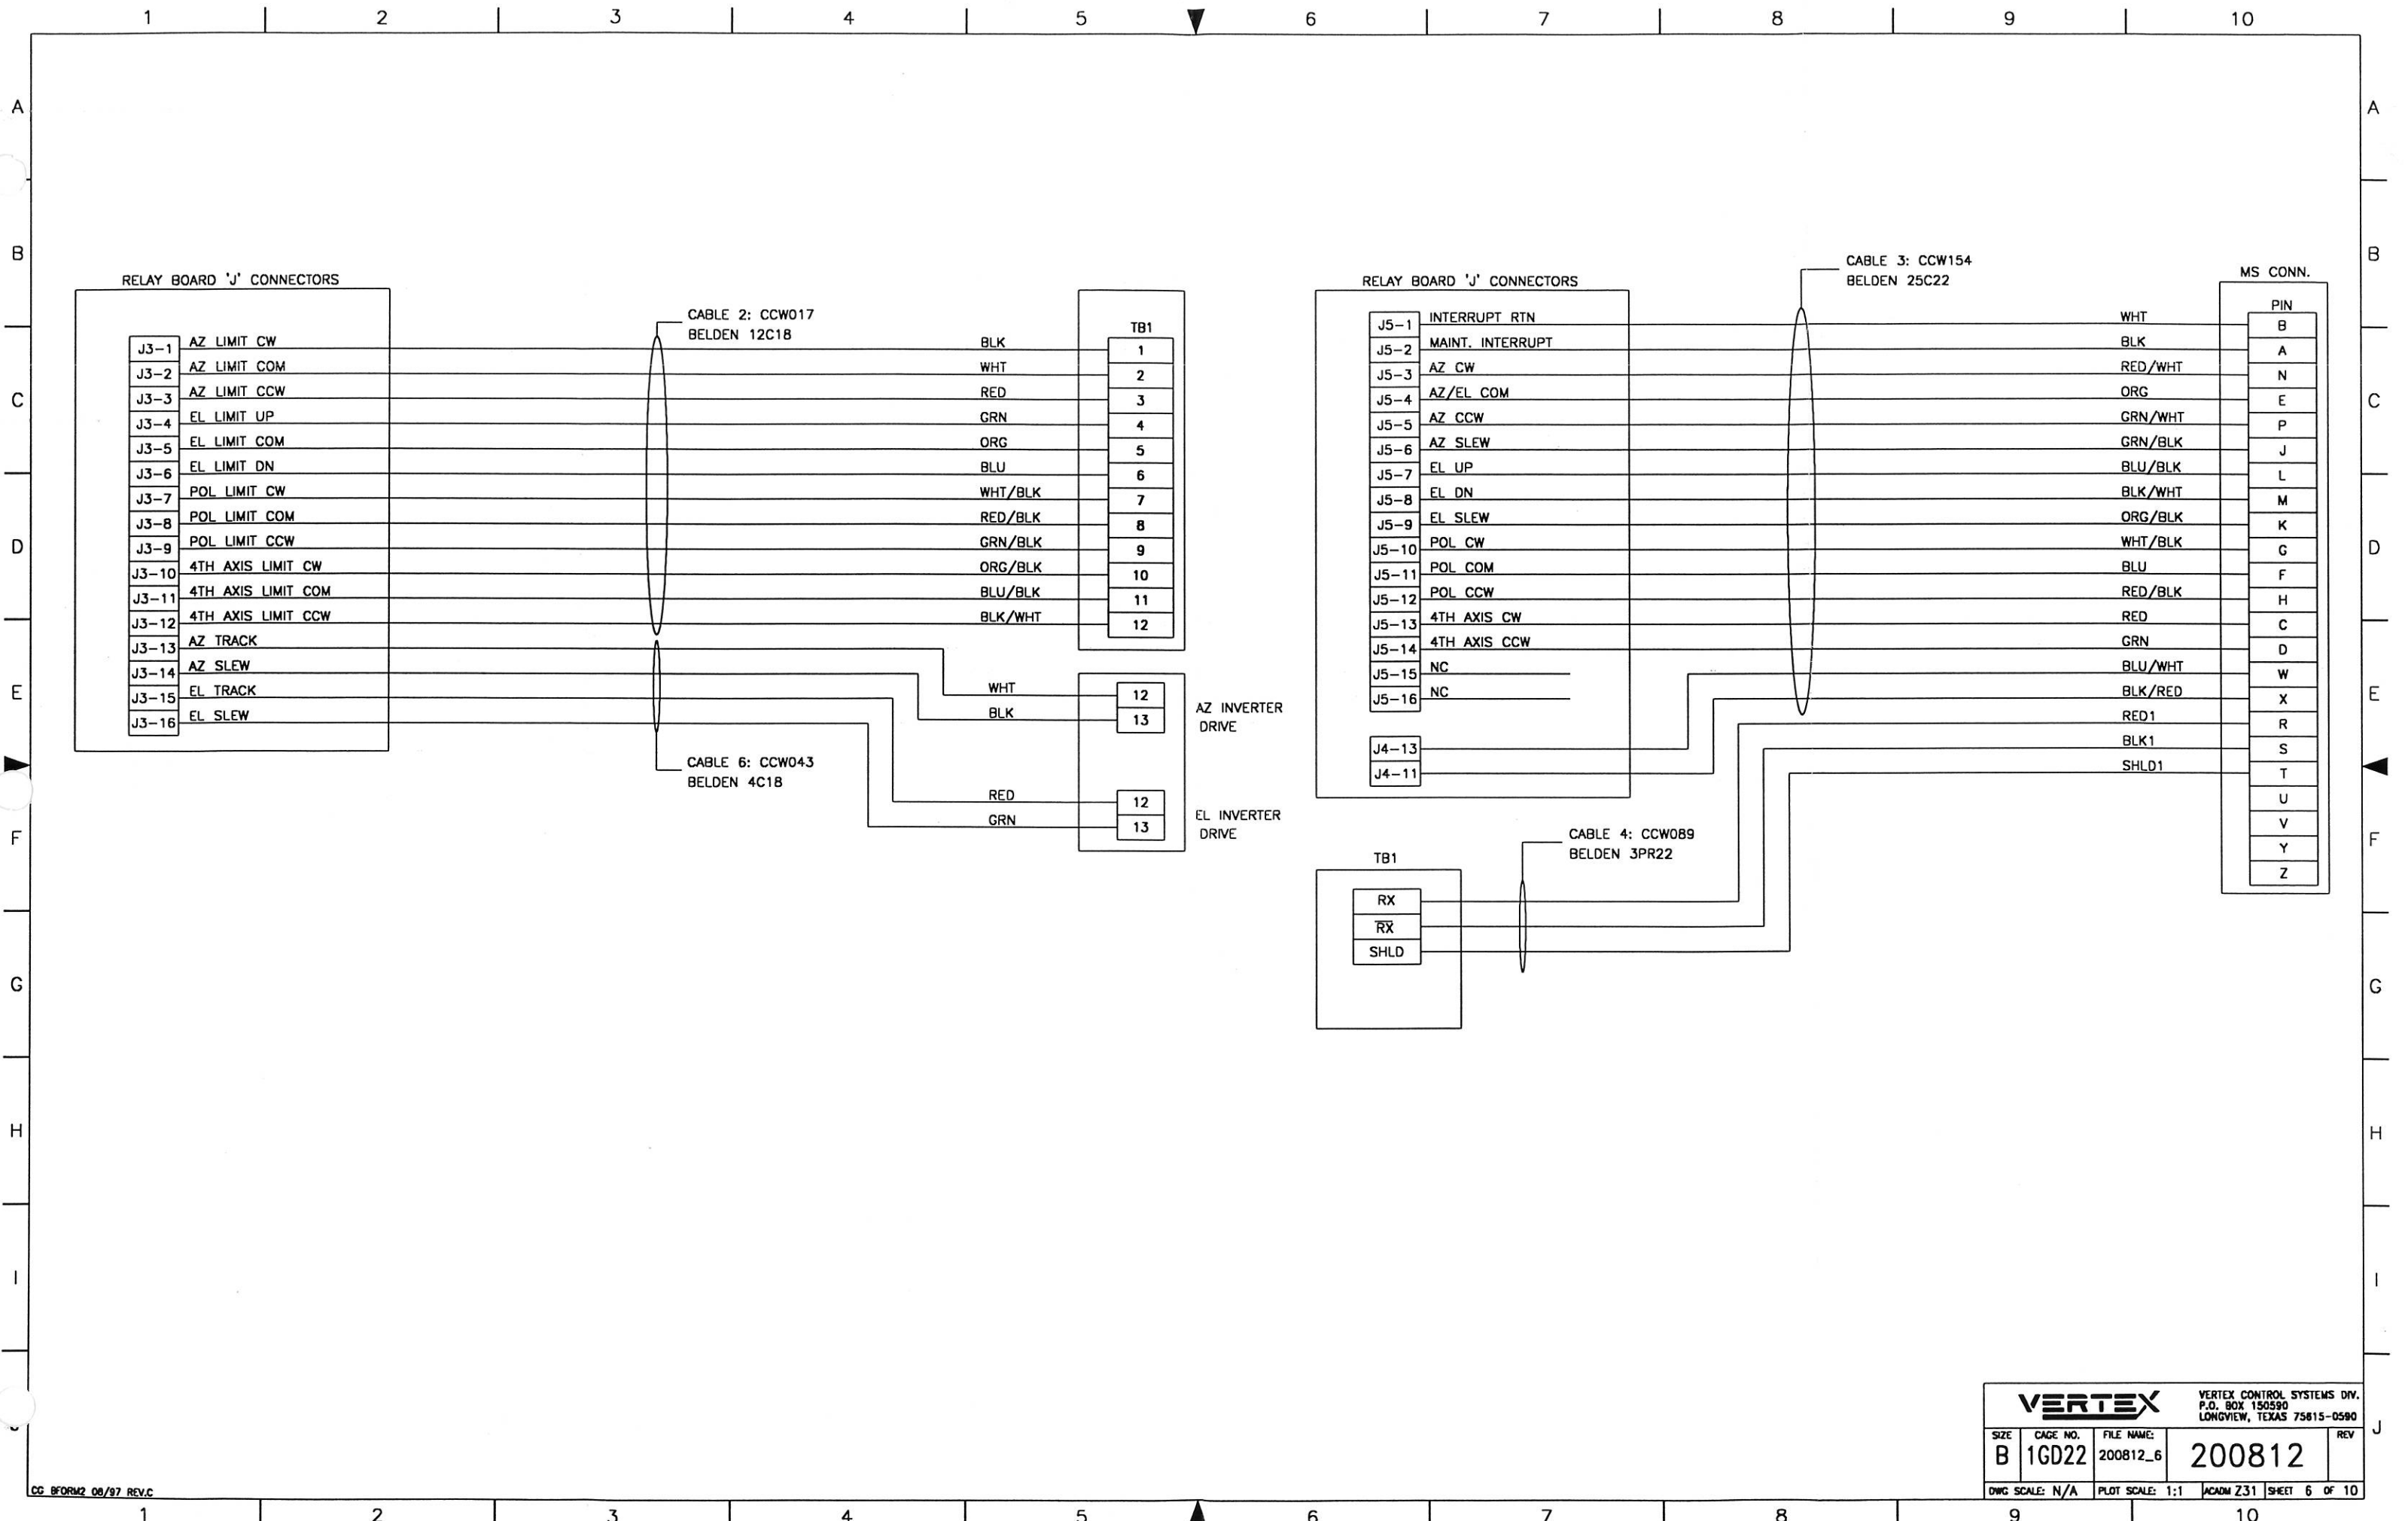 1 2 3 4 5 6 7 8 9 10
A A
B B
C C
D D
E E
F F
G G
H H
I I
J
RELAY BOARD 'J' CONNECTORS
J3-1 AZ LIMIT CW
J3-2 AZ LIMIT COM
J3-3 AZ LIMIT CCW
J3-4 EL LIMIT UP
J3-5 EL LIMIT COM
J3-6 EL LIMIT DN
J3-7 POL LIMIT CW
J3-8 POL LIMIT COM
J3-9 POL LIMIT CCW
J3-10 4TH AXIS LIMIT CW
J3-11 4TH AXIS LIMIT COM
J3-12 4TH AXIS LIMIT CCW
J3-13 AZ TRACK
J3-14 AZ SLEW
J3-15 EL TRACK
J3-16 EL SLEW
CABLE 2: CCW017
BELDEN 12C18
CABLE 6: CCW043
BELDEN 4C18
TB1
BLK 1
WHT 2
RED 3
GRN 4
ORG 5
BLU 6
WHT/BLK 7
RED/BLK 8
GRN/BLK 9
ORG/BLK 10
BLU/BLK 11
BLK/WHT 12
WHT 12
BLK 13
AZ INVERTER
DRIVE
RED 12
GRN 13
EL INVERTER
DRIVE
RELAY BOARD 'J' CONNECTORS
J5-1 INTERRUPT RTN
J5-2 MAINT. INTERRUPT
J5-3 AZ CW
J5-4 AZ/EL COM
J5-5 AZ CCW
J5-6 AZ SLEW
J5-7 EL UP
J5-8 EL DN
J5-9 EL SLEW
J5-10 POL CW
J5-11 POL COM
J5-12 POL CCW
J5-13 4TH AXIS CW
J5-14 4TH AXIS CCW
J5-15 NC
J5-16 NC
J4-13
J4-11
CABLE 3: CCW154
BELDEN 25C22
MS CONN.
PIN
WHT B
BLK A
RED/WHT N
ORG E
GRN/WHT P
GRN/BLK J
BLU/BLK L
BLK/WHT M
ORG/BLK K
WHT/BLK G
BLU F
RED/BLK H
RED C
GRN D
BLU/WHT W
BLK/RED X
RED1 R
BLK1 S
SHLD1 T
U
V
Y
Z
CABLE 4: CCW089
BELDEN 3PR22
TB1
RX
R̅X̅
SHLD
VERTEX
VERTEX CONTROL SYSTEMS DIV.
P.O. BOX 150590
LONGVIEW, TEXAS 75615-0590
SIZE
B
CAGE NO.
1GD22
FILE NAME:
200812_6
200812
REV
DWG SCALE: N/A PLOT SCALE: 1:1 ACADM Z31 SHEET 6 OF 10
CG BFORM2 08/97 REV.C
1 2 3 4 5 6 7 8 9 10